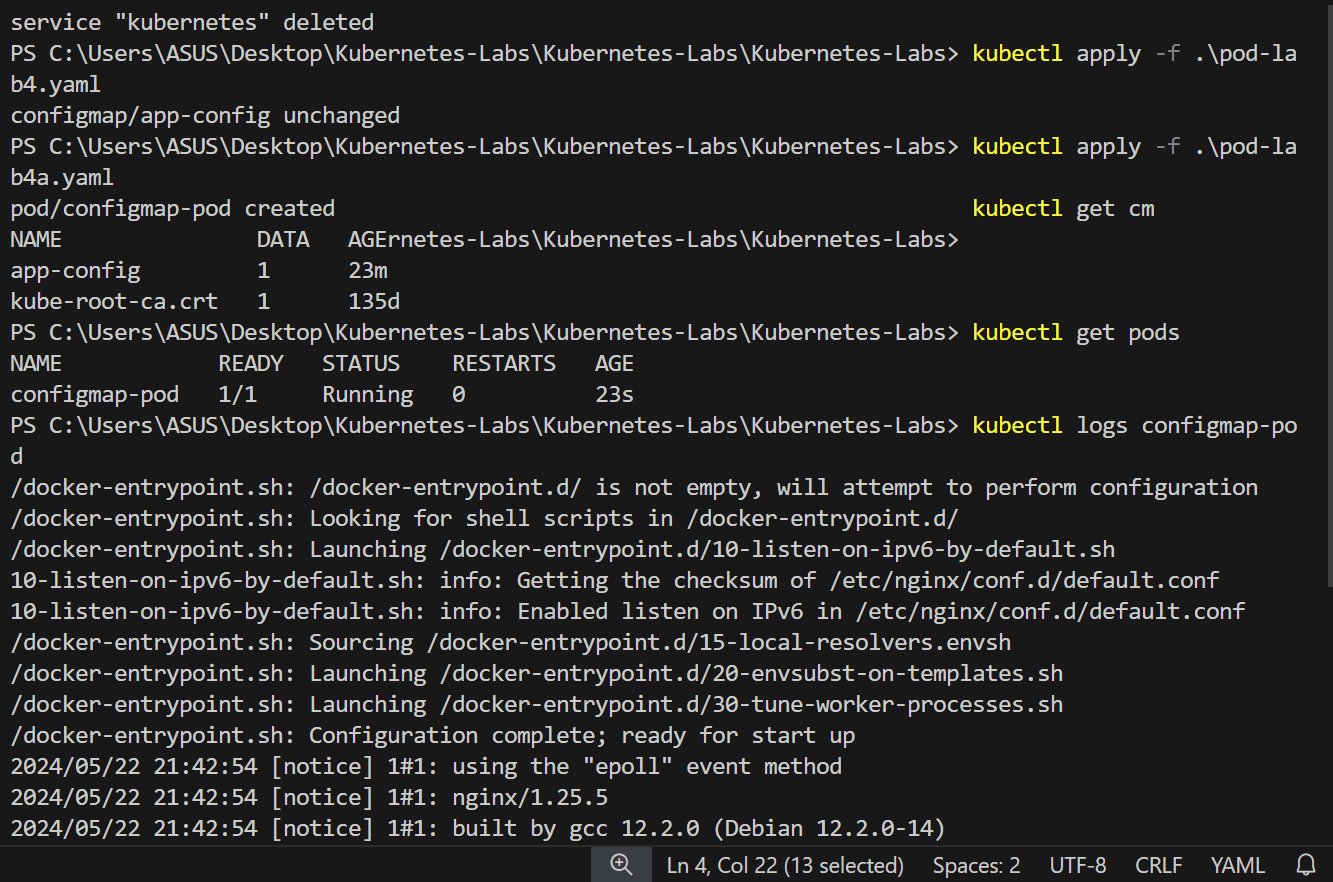 service "kubernetes" deleted
PS C:\Users\ASUS\Desktop\Kubernetes-Labs\Kubernetes-Labs\Kubernetes-Labs> kubectl apply -f .\pod-la
b4.yaml
configmap/app-config unchanged
PS C:\Users\ASUS\Desktop\Kubernetes-Labs\Kubernetes-Labs\Kubernetes-Labs> kubectl apply -f .\pod-la
b4a.yaml
pod/configmap-pod created                                                 kubectl get cm
NAME               DATA   AGErnetes-Labs\Kubernetes-Labs\Kubernetes-Labs>
app-config         1      23m
kube-root-ca.crt   1      135d
PS C:\Users\ASUS\Desktop\Kubernetes-Labs\Kubernetes-Labs\Kubernetes-Labs> kubectl get pods
NAME            READY   STATUS    RESTARTS   AGE
configmap-pod   1/1     Running   0          23s
PS C:\Users\ASUS\Desktop\Kubernetes-Labs\Kubernetes-Labs\Kubernetes-Labs> kubectl logs configmap-po
d
/docker-entrypoint.sh: /docker-entrypoint.d/ is not empty, will attempt to perform configuration
/docker-entrypoint.sh: Looking for shell scripts in /docker-entrypoint.d/
/docker-entrypoint.sh: Launching /docker-entrypoint.d/10-listen-on-ipv6-by-default.sh
10-listen-on-ipv6-by-default.sh: info: Getting the checksum of /etc/nginx/conf.d/default.conf
10-listen-on-ipv6-by-default.sh: info: Enabled listen on IPv6 in /etc/nginx/conf.d/default.conf
/docker-entrypoint.sh: Sourcing /docker-entrypoint.d/15-local-resolvers.envsh
/docker-entrypoint.sh: Launching /docker-entrypoint.d/20-envsubst-on-templates.sh
/docker-entrypoint.sh: Launching /docker-entrypoint.d/30-tune-worker-processes.sh
/docker-entrypoint.sh: Configuration complete; ready for start up
2024/05/22 21:42:54 [notice] 1#1: using the "epoll" event method
2024/05/22 21:42:54 [notice] 1#1: nginx/1.25.5
2024/05/22 21:42:54 [notice] 1#1: built by gcc 12.2.0 (Debian 12.2.0-14)
Ln 4, Col 22 (13 selected) Spaces: 2 UTF-8 CRLF YAML